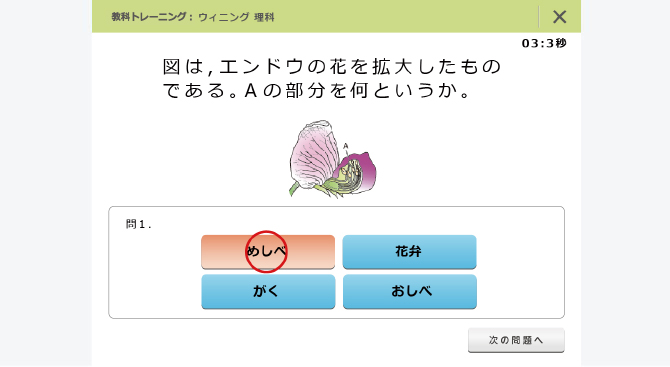 教科トレーニング：ウィニング 理科
03:3秒
図は，エンドウの花を拡大したもの
である。Aの部分を何というか。
A
問1．
めしべ
花弁
がく
おしべ
次の問題へ